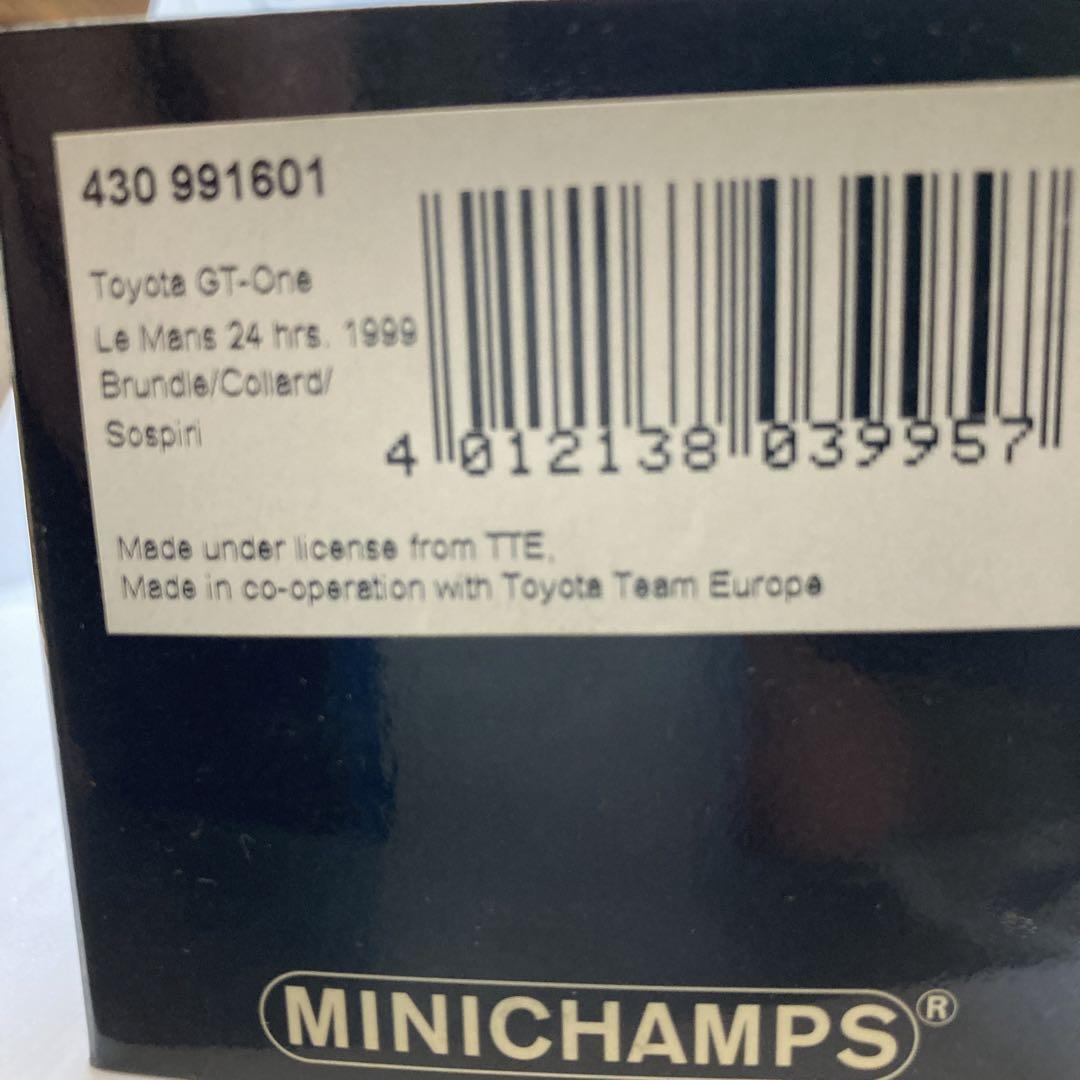 430 991601
Toyota GT-One
Le Mans 24 hrs. 1999
Brundle/Collard/
Sospiri
4 012138 039957
Made under license from TTE,
Made in co-operation with Toyota Team Europe
MINICHAMPS®